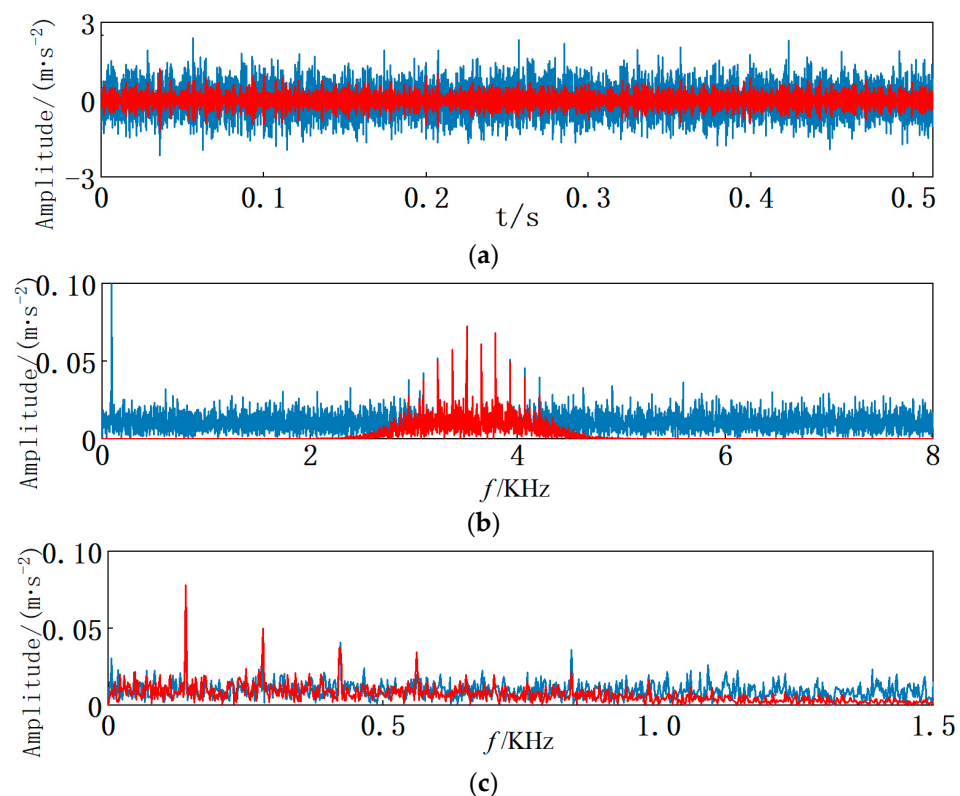 Amplitude/(m·s⁻²)
3
0
−3
0 0.1 0.2 0.3 0.4 0.5
t/s
(a)
Amplitude/(m·s⁻²)
0.10
0.05
0
0 2 4 6 8
f/KHz
(b)
Amplitude/(m·s⁻²)
0.10
0.05
0
0 0.5 1.0 1.5
f/KHz
(c)